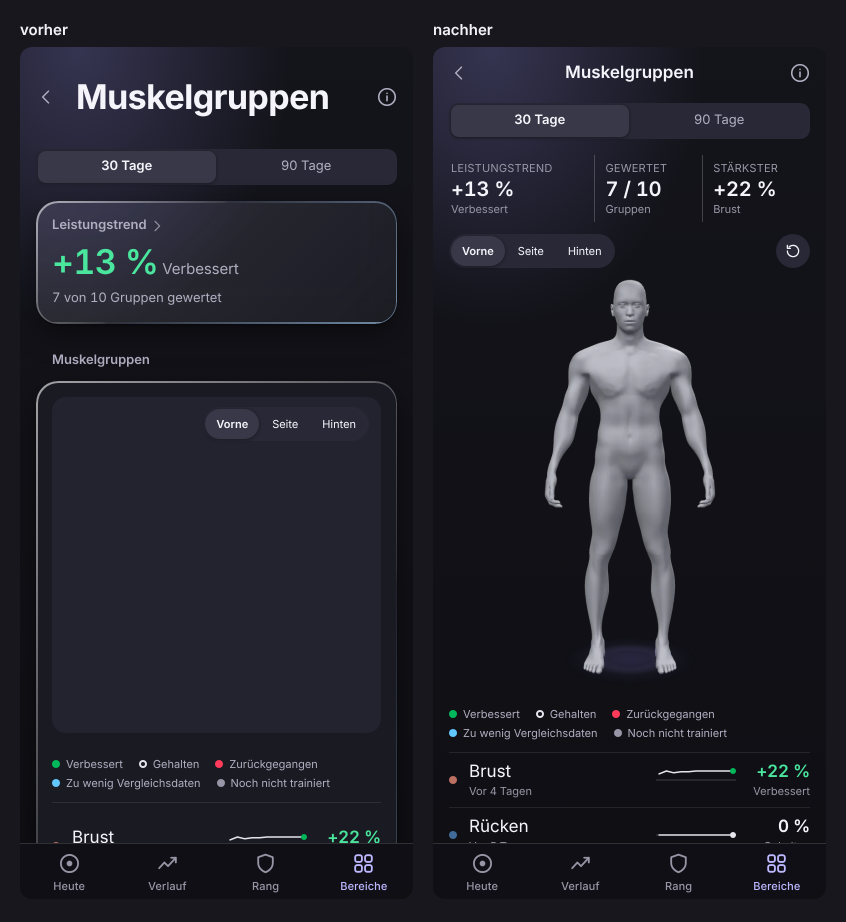 vorher
Muskelgruppen
30 Tage
90 Tage
Leistungstrend
+13 % Verbessert
7 von 10 Gruppen gewertet
Muskelgruppen
Vorne Seite Hinten
Verbessert Gehalten Zurückgegangen
Zu wenig Vergleichsdaten Noch nicht trainiert
Brust +22 %
Heute Verlauf Rang Bereiche
nachher
Muskelgruppen
30 Tage
90 Tage
LEISTUNGSTREND GEWERTET STÄRKSTER
+13 % 7 / 10 +22 %
Verbessert Gruppen Brust
Vorne Seite Hinten
Verbessert Gehalten Zurückgegangen
Zu wenig Vergleichsdaten Noch nicht trainiert
Brust +22 %
Vor 4 Tagen Verbessert
Rücken 0 %
Heute Verlauf Rang Bereiche